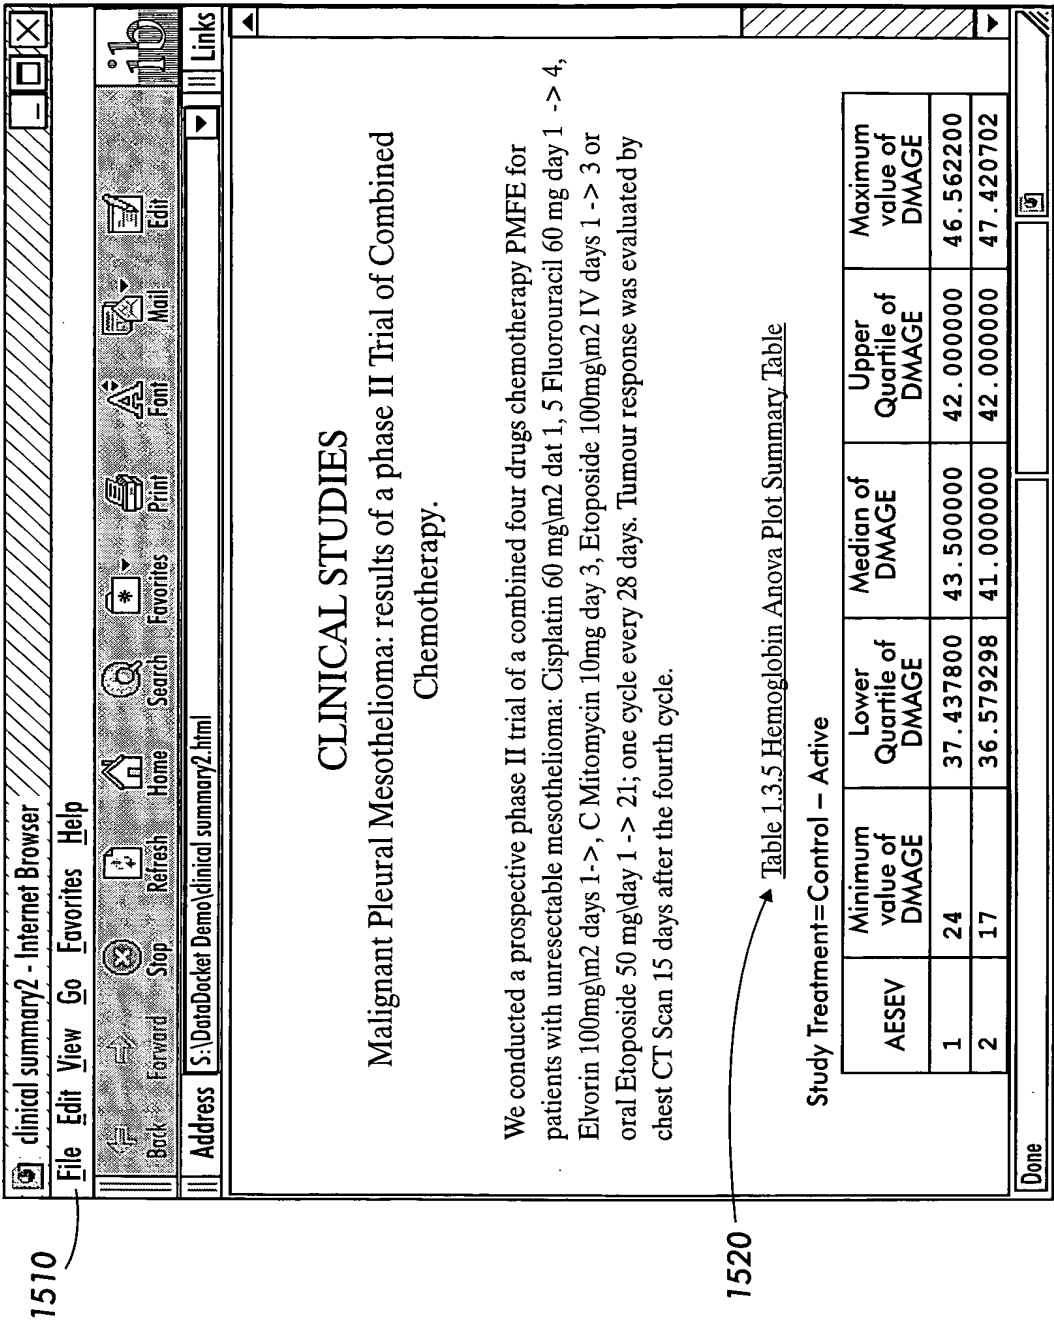 clinical summary2 - Internet Browser
File Edit View Go Favorites Help
Back Forward Stop Refresh Home Search Favorites Print Font Mail Edit
ib
Address S:\DataDocket Demo\clinical summary2.html Links
CLINICAL STUDIES
Malignant Pleural Mesothelioma: results of a phase II Trial of Combined
Chemotherapy.
We conducted a prospective phase II trial of a combined four drugs chemotherapy PMFE for
patients with unresectable mesothelioma: Cisplatin 60 mg\m2 dat 1, 5 Fluorouracil 60 mg day 1 -> 4,
Elvorin 100mg\m2 days 1->, C Mitomycin 10mg day 3, Etoposide 100mg\m2 IV days 1 -> 3 or
oral Etoposide 50 mg\day 1 -> 21; one cycle every 28 days. Tumour response was evaluated by
chest CT Scan 15 days after the fourth cycle.
Table 1.3.5 Hemoglobin Anova Plot Summary Table
Study Treatment=Control – Active
AESEV Minimum value of DMAGE Lower Quartile of DMAGE Median of DMAGE Upper Quartile of DMAGE Maximum value of DMAGE
1 24 37.437800 43.500000 42.000000 46.562200
2 17 36.579298 41.000000 42.000000 47.420702
Done
1510
1520